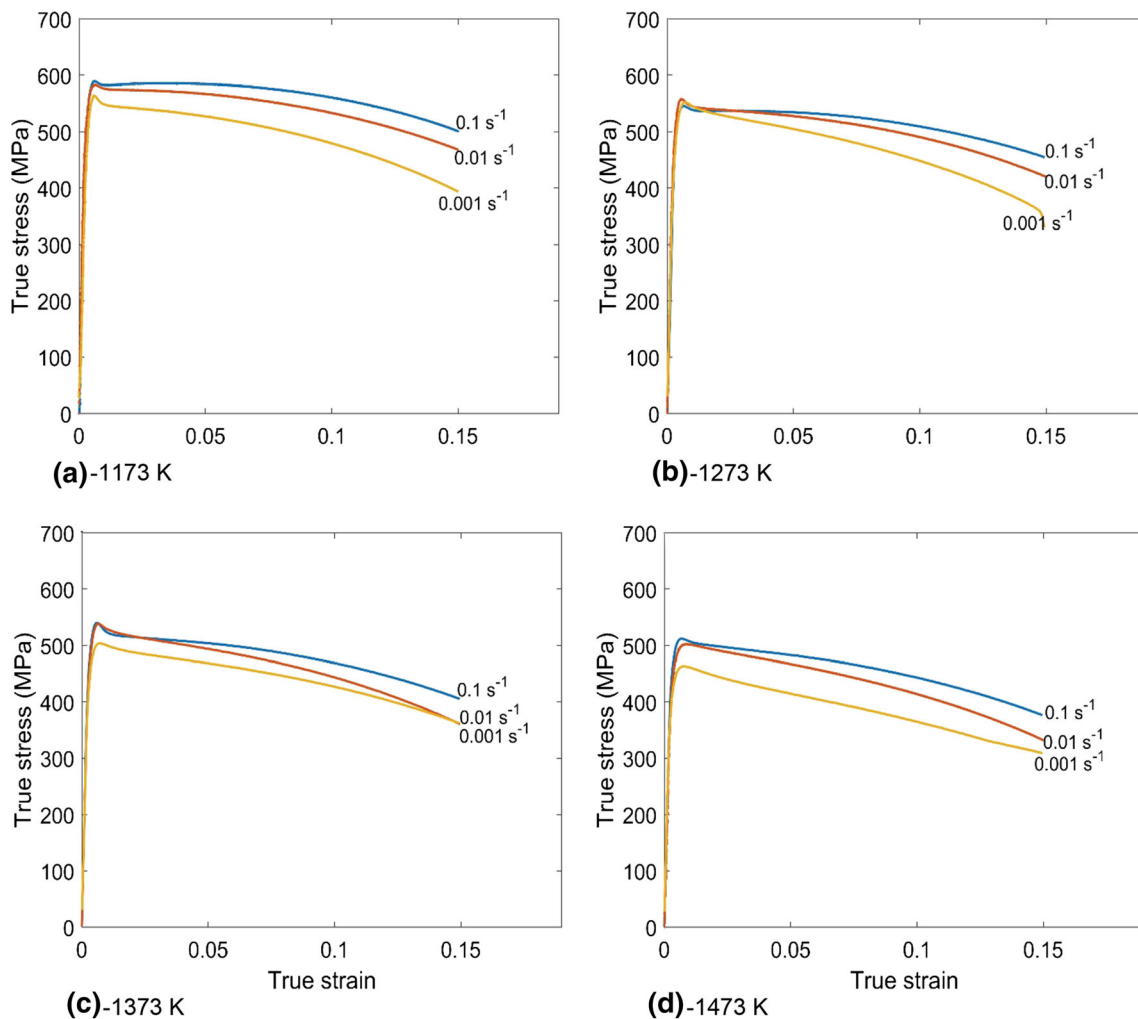 700
600
500
400
300
200
100
0
True stress (MPa)
0.1 s-1
0.01 s-1
0.001 s-1
0 0.05 0.1 0.15
(a)-1173 K
700
600
500
400
300
200
100
0
True stress (MPa)
0.1 s-1
0.01 s-1
0.001 s-1
0 0.05 0.1 0.15
(b)-1273 K
700
600
500
400
300
200
100
0
True stress (MPa)
0.1 s-1
0.01 s-1
0.001 s-1
0 0.05 0.1 0.15
True strain
(c)-1373 K
700
600
500
400
300
200
100
0
True stress (MPa)
0.1 s-1
0.01 s-1
0.001 s-1
0 0.05 0.1 0.15
True strain
(d)-1473 K